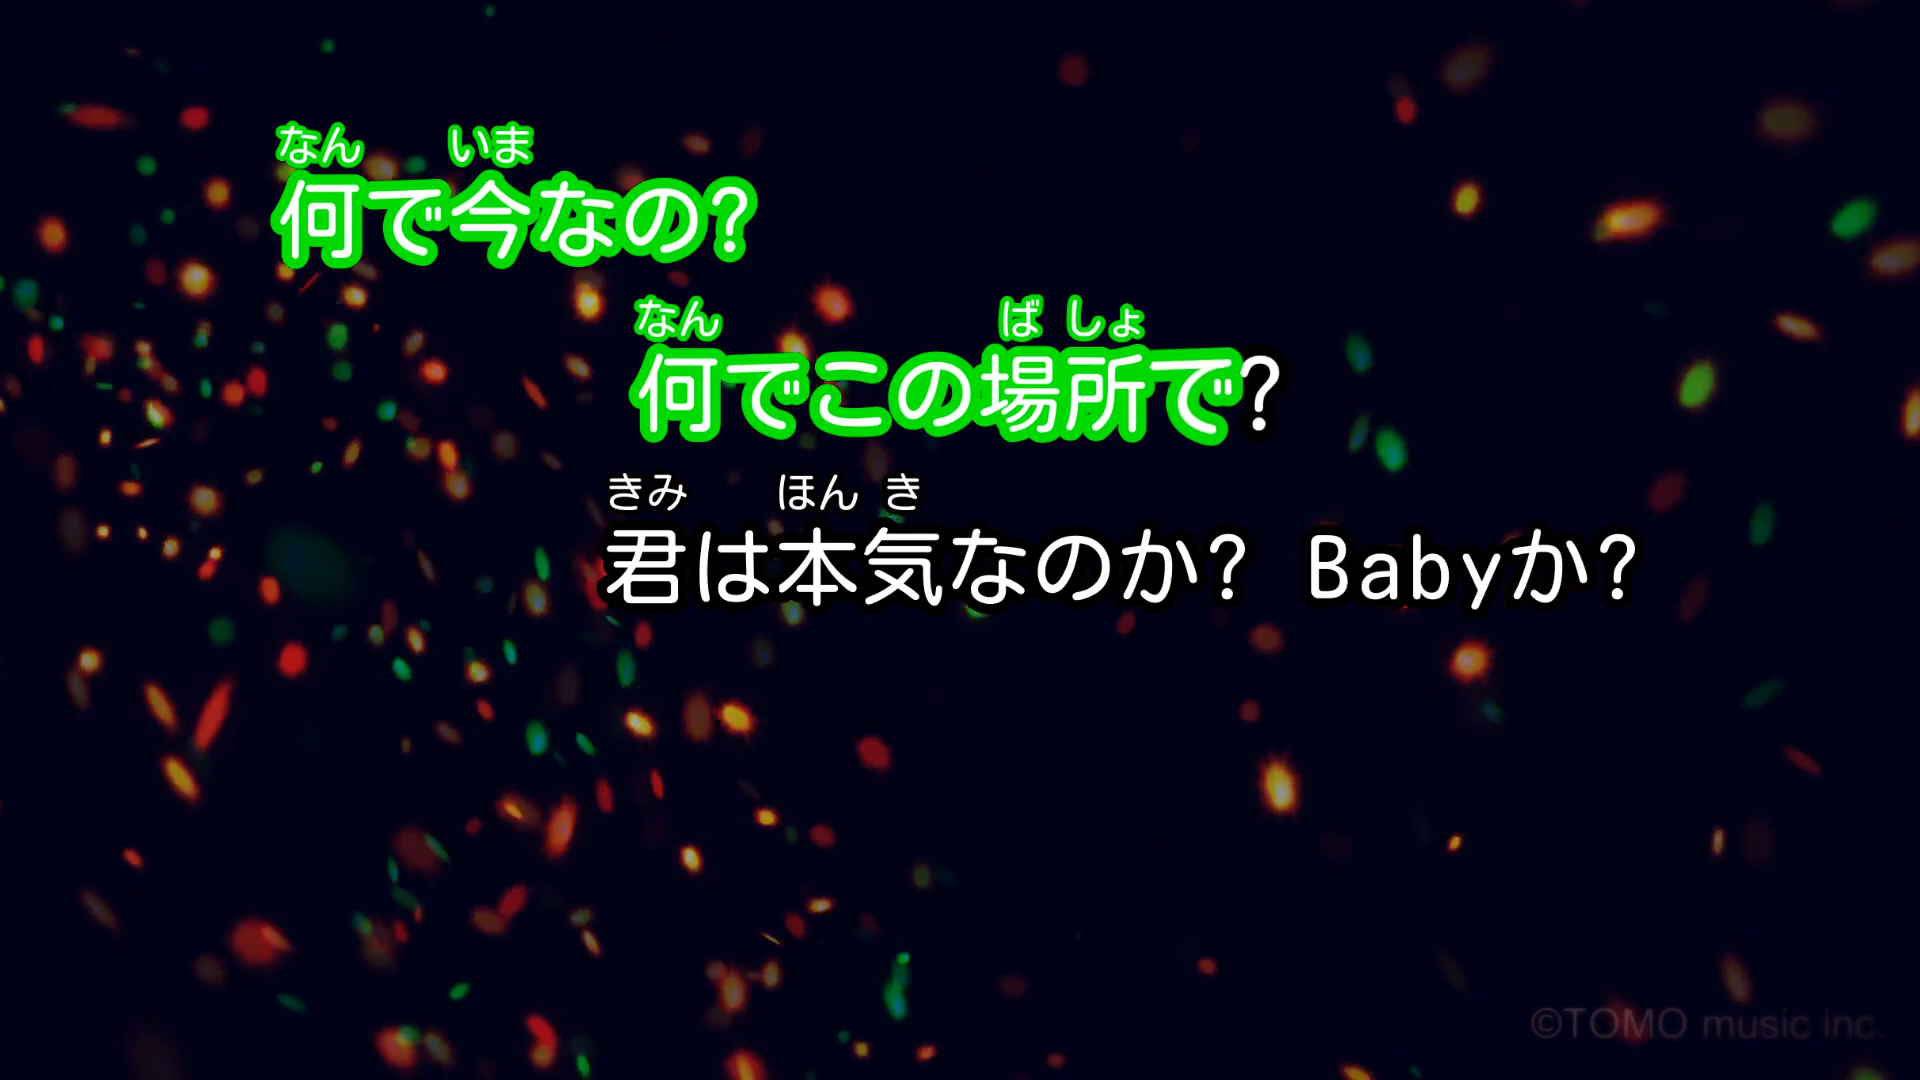 なん いま
何で今なの?
なん ば しょ
何でこの場所で?
きみ ほん き
君は本気なのか? Babyか?
©TOMO music inc.